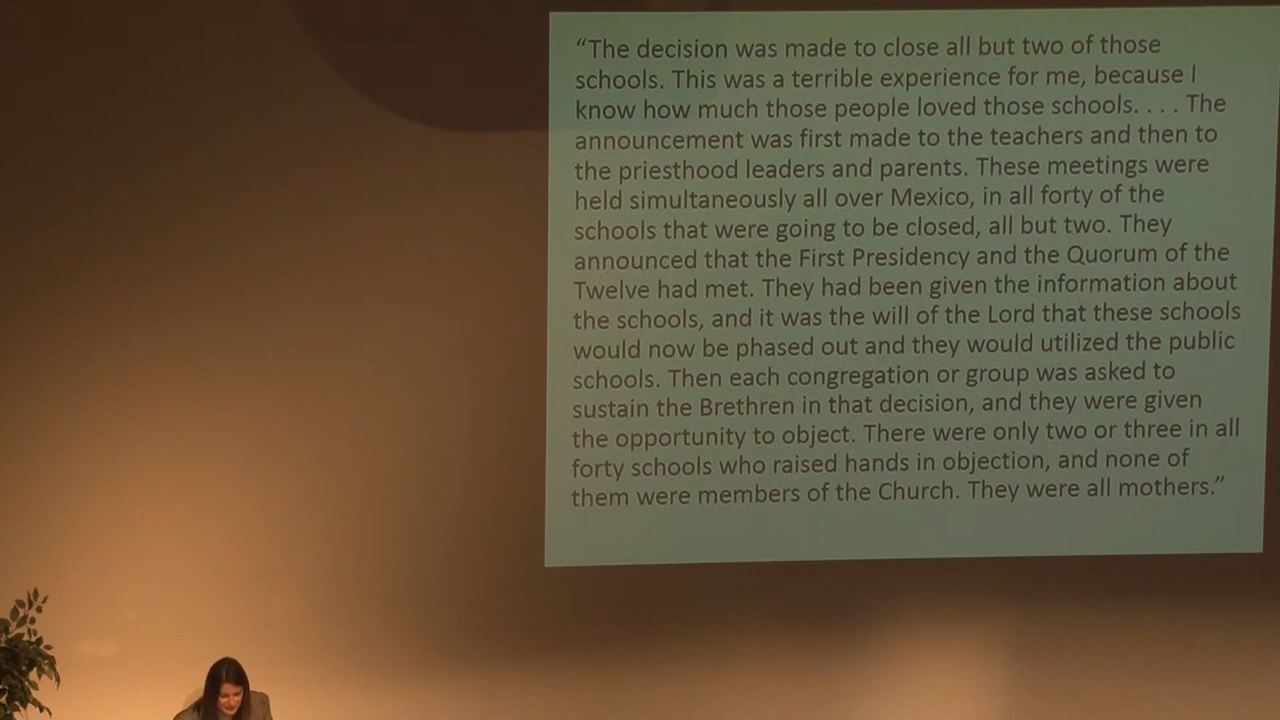 “The decision was made to close all but two of those
schools. This was a terrible experience for me, because I
know how much those people loved those schools. . . . The
announcement was first made to the teachers and then to
the priesthood leaders and parents. These meetings were
held simultaneously all over Mexico, in all forty of the
schools that were going to be closed, all but two. They
announced that the First Presidency and the Quorum of the
Twelve had met. They had been given the information about
the schools, and it was the will of the Lord that these schools
would now be phased out and they would utilized the public
schools. Then each congregation or group was asked to
sustain the Brethren in that decision, and they were given
the opportunity to object. There were only two or three in all
forty schools who raised hands in objection, and none of
them were members of the Church. They were all mothers.”